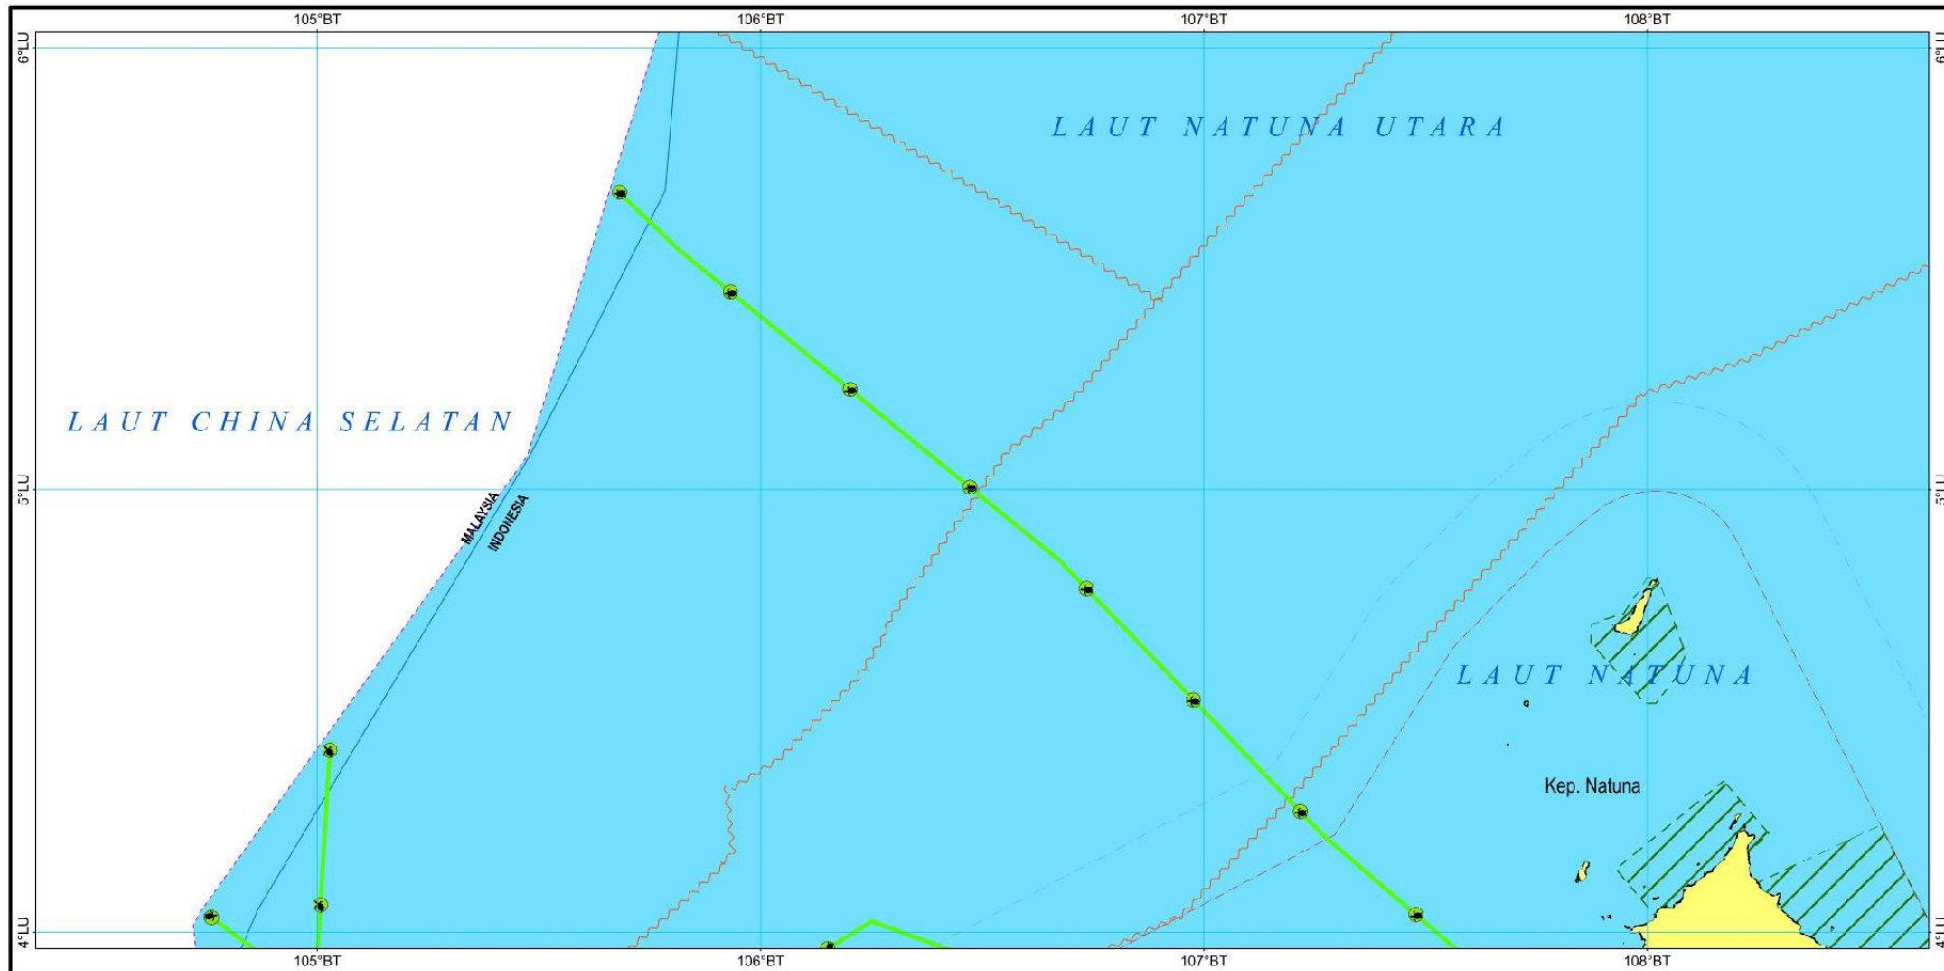 105°BT 106°BT 107°BT 108°BT
6°LU 6°LU
LAUT NATUNA UTARA
LAUT CHINA SELATAN
5°LU 5°LU
MALAYSIA
INDONESIA
LAUT NATUNA
Kep. Natuna
4°LU 4°LU
105°BT 106°BT 107°BT 108°BT